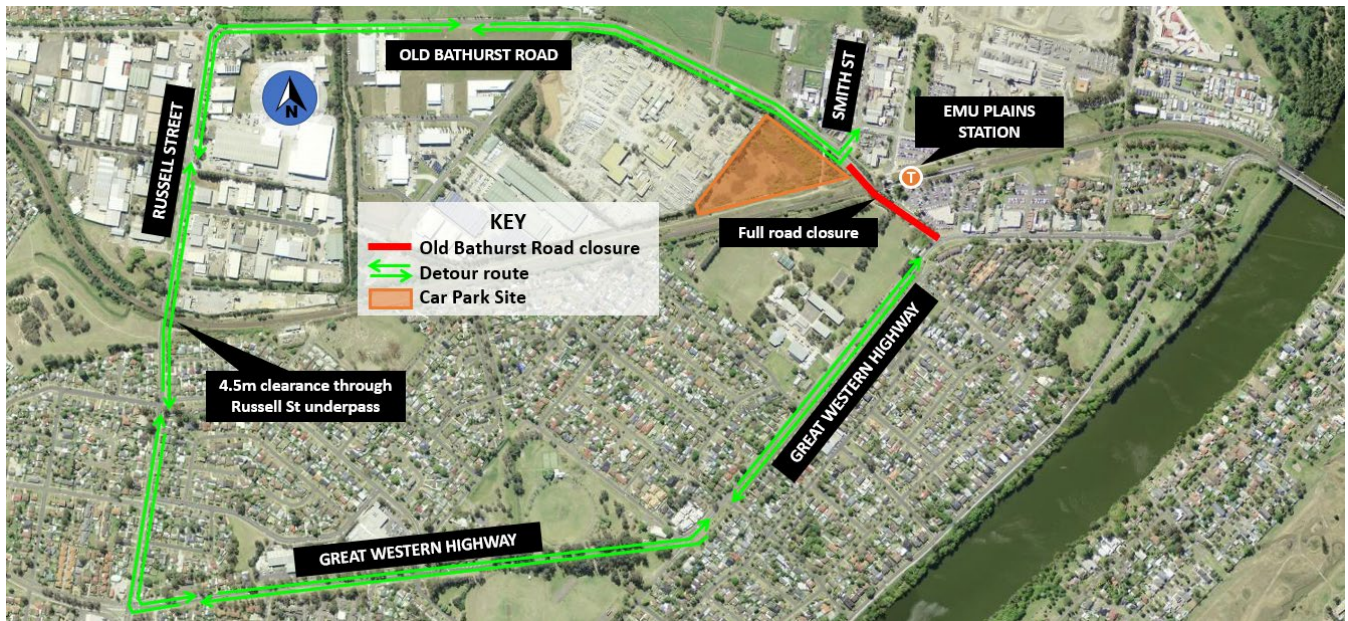 OLD BATHURST ROAD
SMITH ST
EMU PLAINS
STATION
T
N
RUSSELL STREET
KEY
Old Bathurst Road closure
Detour route
Car Park Site
Full road closure
4.5m clearance through
Russell St underpass
GREAT WESTERN HIGHWAY
GREAT WESTERN HIGHWAY